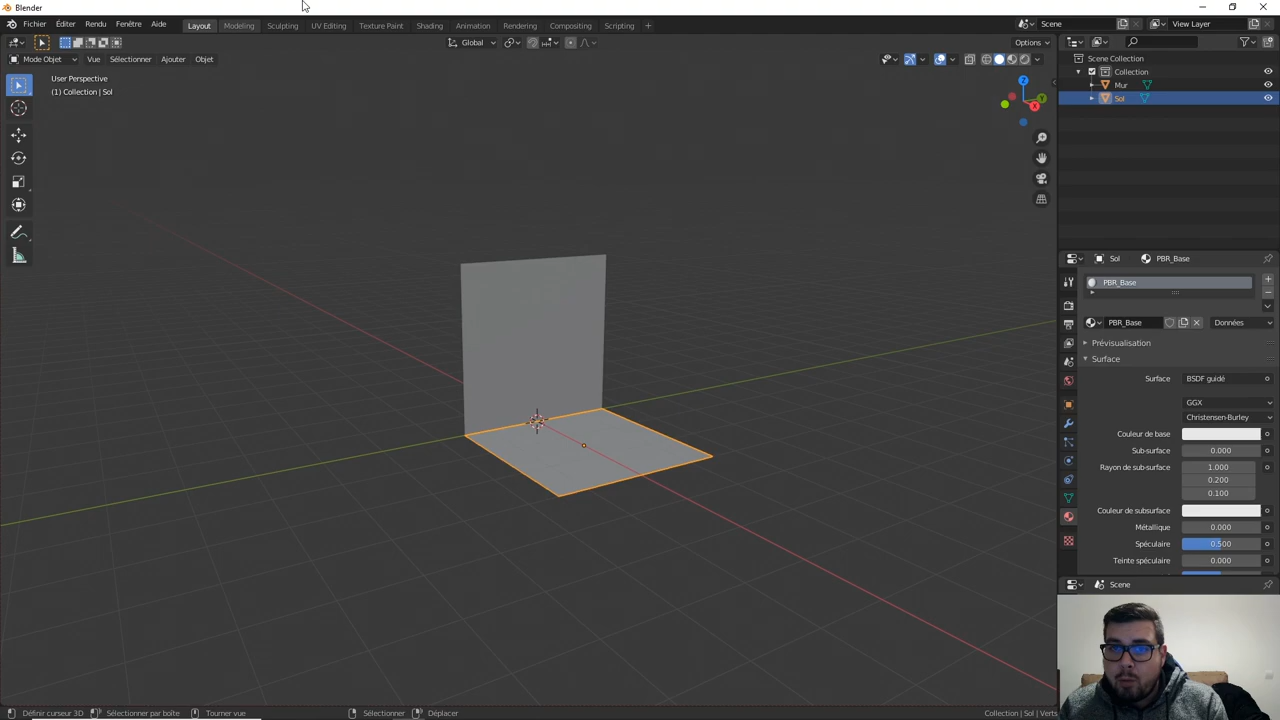 Blender
Fichier Éditer Rendu Fenêtre Aide Layout Modeling Sculpting UV Editing Texture Paint Shading Animation Rendering Compositing Scripting + Scene View Layer
Global Options
Mode Objet Vue Sélectionner Ajouter Objet
User Perspective
(1) Collection | Sol
Z
Y
X
Scene Collection
Collection
Mur
Sol
Sol PBR_Base
PBR_Base
PBR_Base Données
Prévisualisation
Surface
Surface BSDF guidé
GGX
Christensen-Burley
Couleur de base
Sub-surface 0.000
Rayon de sub-surface 1.000
0.200
0.100
Couleur de subsurface
Métallique 0.000
Spéculaire 0.500
Teinte spéculaire 0.000
Scene
Définir curseur 3D Sélectionner par boîte Tourner vue Sélectionner Déplacer Collection | Sol | Verts